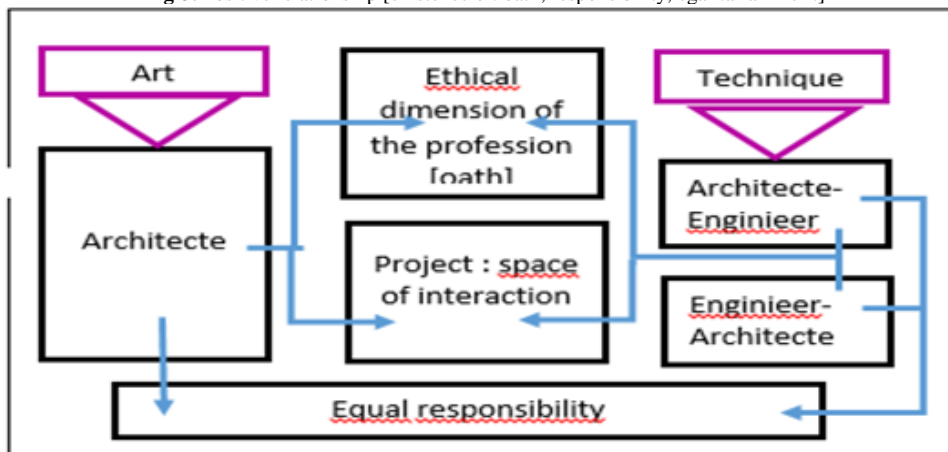 Art
Ethical
dimension of
the profession
[oath]
Technique
Architecte
Architecte-
Enginieer
Project : space
of interaction
Enginieer-
Architecte
Equal responsibility